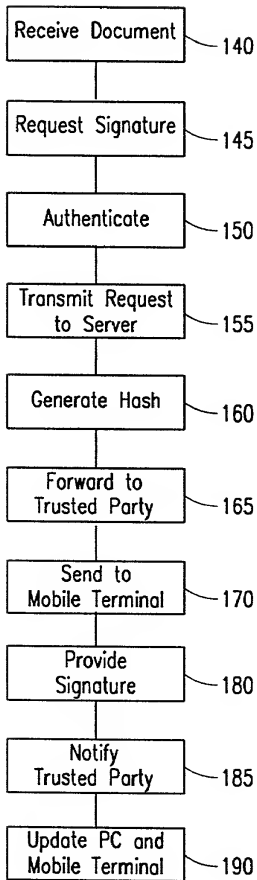 Receive Document
140
Request Signature
145
Authenticate
150
Transmit Request
to Server
155
Generate Hash
160
Forward to
Trusted Party
165
Send to
Mobile Terminal
170
Provide
Signature
180
Notify
Trusted Party
185
Update PC and
Mobile Terminal
190